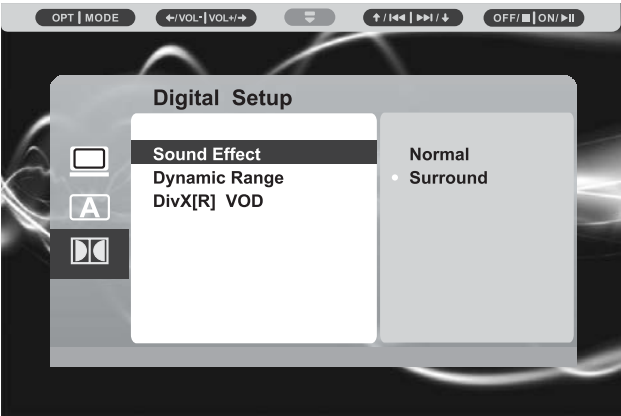 OPT | MODE ←/VOL- | VOL+/→ ↑/I◀◀ | ▶▶I/↓ OFF/■ | ON/▶II
Digital Setup
Sound Effect Normal
Dynamic Range Surround
DivX[R] VOD
A